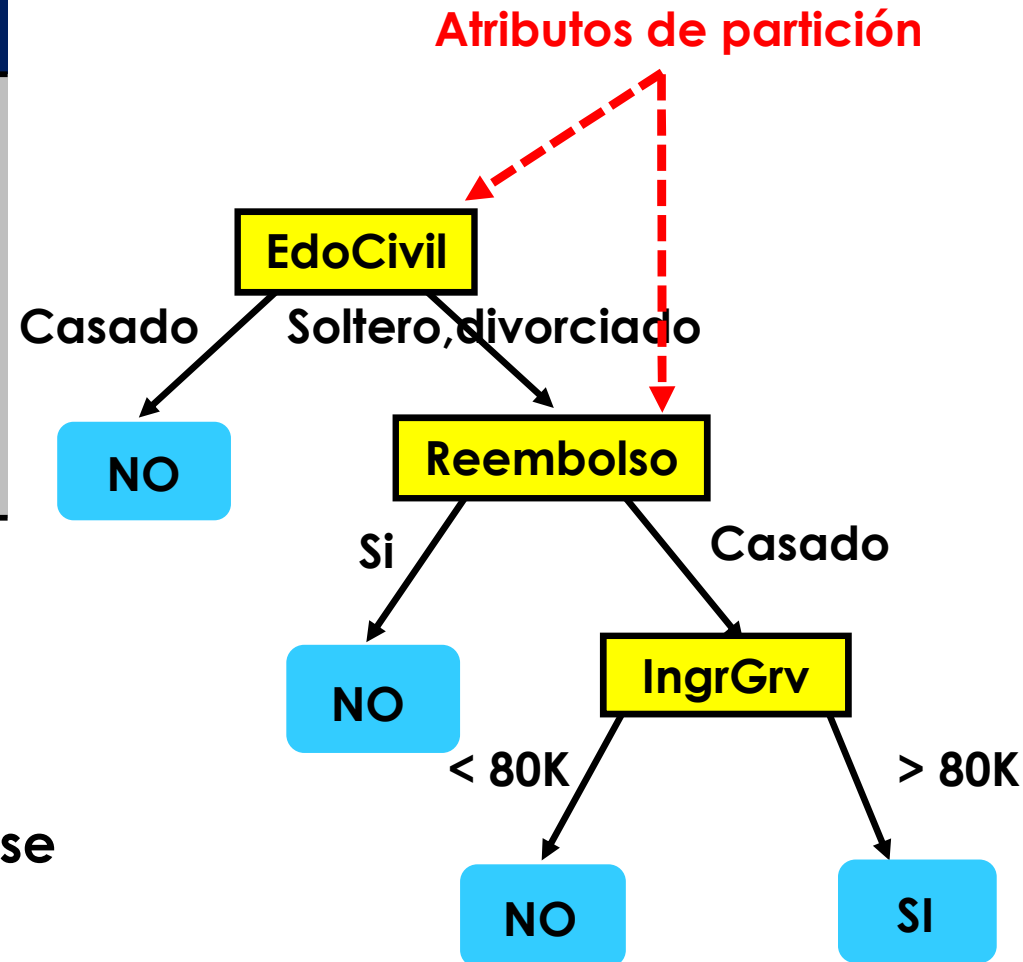 Atributos de partición
EdoCivil
Casado
Soltero,divorciado
NO
Reembolso
Si
Casado
NO
IngrGrv
< 80K
> 80K
se
NO
SI